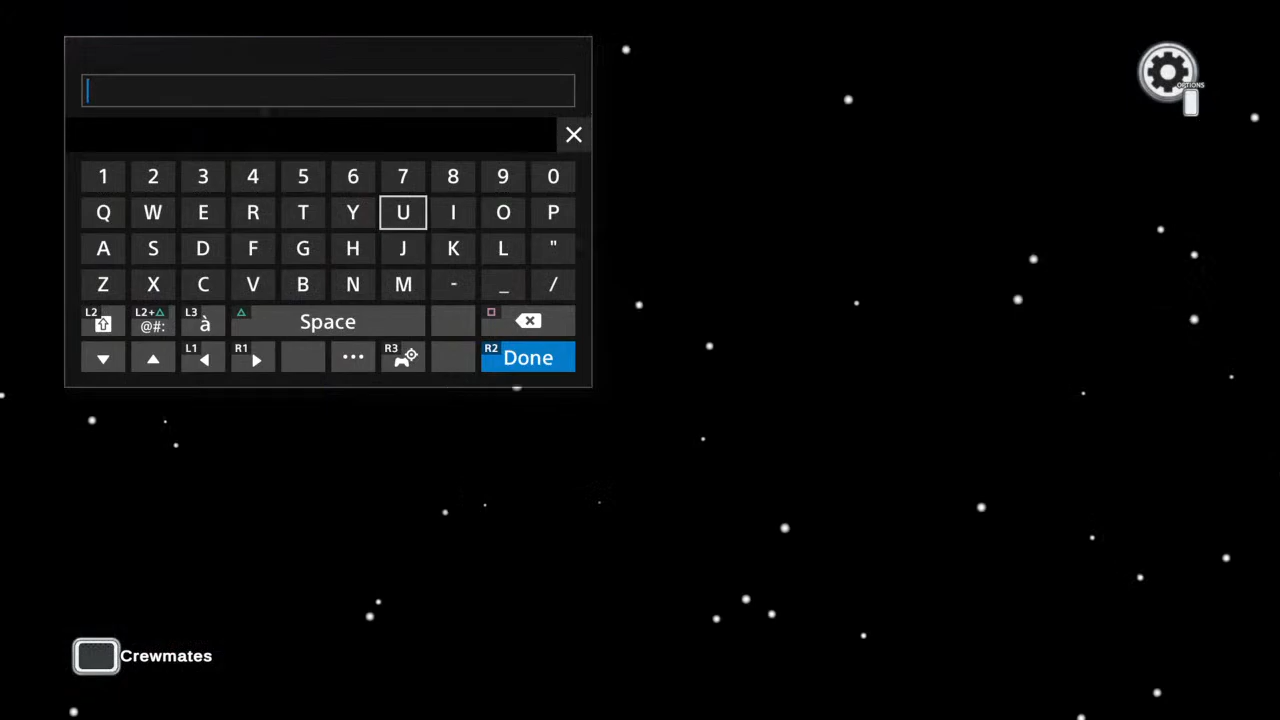 OPTIONS
1 2 3 4 5 6 7 8 9 0
Q W E R T Y U I O P
A S D F G H J K L "
Z X C V B N M - _ /
L2 L2+△ @#: L3 à △ Space □
L1 R1 ... R3 R2 Done
Crewmates